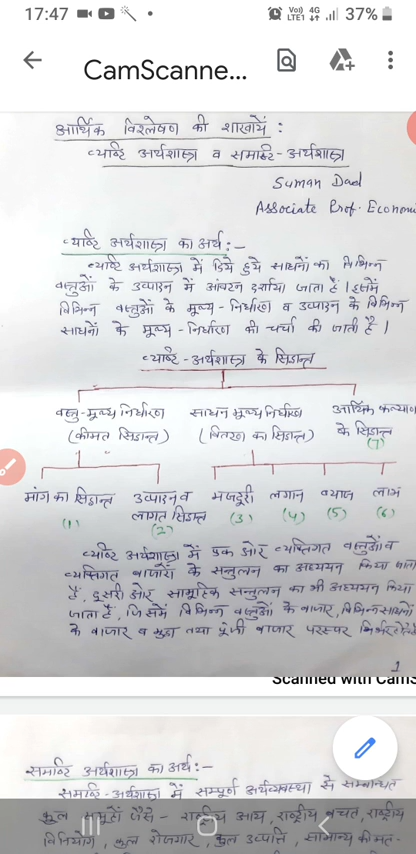 17:47
Vo)) 4G
LTE1
37%
CamScanne...
आर्थिक विश्लेषण की शाखायें :
व्यष्टि अर्थशास्त्र व समष्टि-अर्थशास्त्र
Suman Dad
Associate Prof. Economi
व्यष्टि अर्थशास्त्र का अर्थ :-
व्यष्टि अर्थशास्त्र में दिये हुये साधनों का विभिन्न
वस्तुओं के उत्पादन में आवंटन दर्शाया जाता है। इसमें
विभिन्न वस्तुओं के मूल्य-निर्धारण व उत्पादन के विभिन्न
साधनों के मूल्य-निर्धारण की चर्चा की जाती है।
व्यष्टि-अर्थशास्त्र के सिद्धान्त
वस्तु-मूल्य निर्धारण साधन मूल्य निर्धारण आर्थिक कल्याण
(कीमत सिद्धान्त) (वितरण का सिद्धान्त) के सिद्धान्त
(7)
मांग का सिद्धान्त उत्पादन व मजदूरी लगान ब्याज लाभ
(1) लागत सिद्धान्त (3) (4) (5) (6)
(2)
व्यष्टि अर्थशास्त्र में एक ओर व्यक्तिगत वस्तुओं व
व्यक्तिगत बाजारों के सन्तुलन का अध्ययन किया जाता
है, दूसरी ओर सामूहिक सन्तुलन का भी अध्ययन किया
जाता है, जिसमें विभिन्न वस्तुओं के बाजार, विभिन्न साधनों
के बाजार व मुद्रा तथा पूंजी बाजार परस्पर निर्भर
1
Scanned with CamS
समष्टि अर्थशास्त्र का अर्थ :-
समष्टि-अर्थशास्त्र में सम्पूर्ण अर्थव्यवस्था से सम्बन्धित
कुल समूहों जैसे - राष्ट्रीय आय, राष्ट्रीय बचत, राष्ट्रीय
विनियोग, कुल रोजगार, कुल उत्पत्ति, सामान्य कीमत-